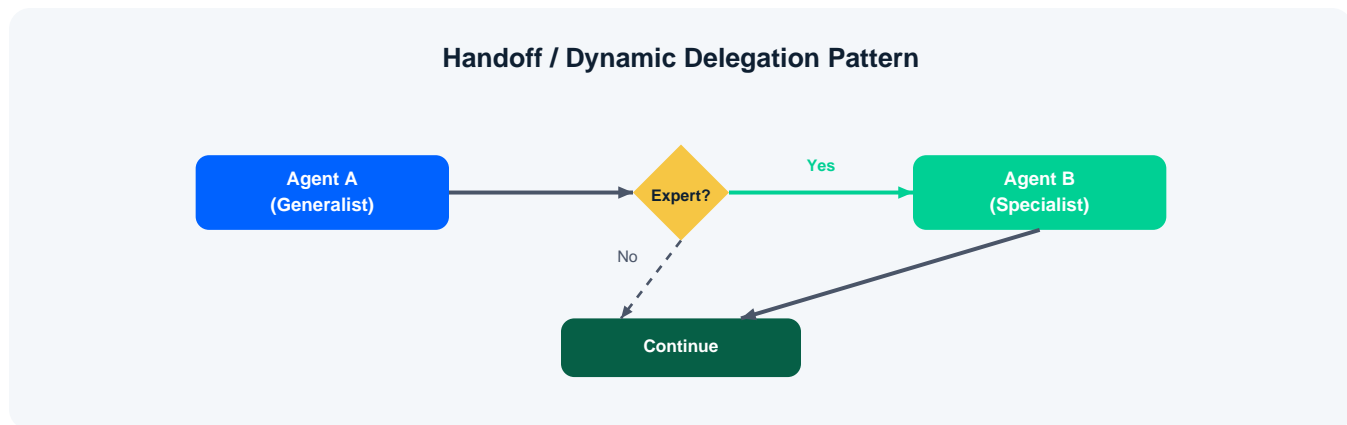 Handoff / Dynamic Delegation Pattern
Agent A
(Generalist)
Expert?
Yes
Agent B
(Specialist)
No
Continue